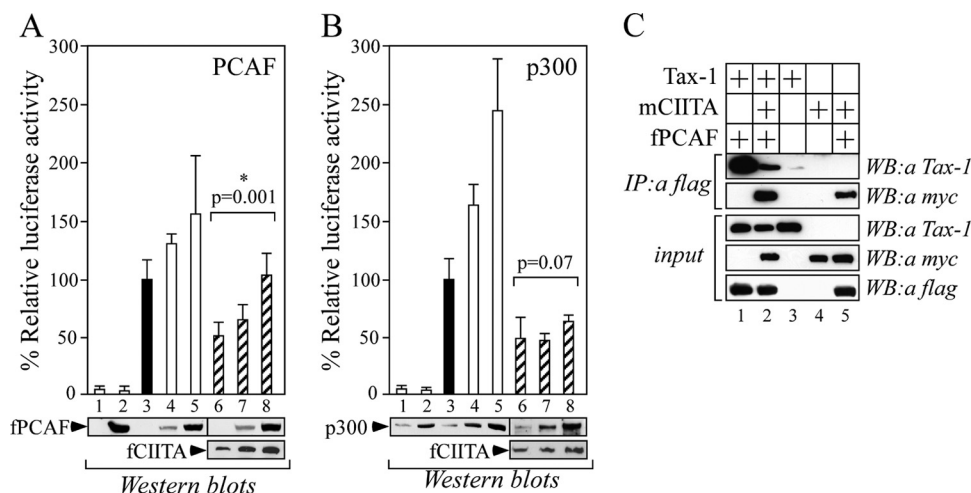 A
PCAF
% Relative luciferase activity
300
250
200
150
100
50
0
*
p=0.001
1 2 3 4 5 6 7 8
fPCAF
fCIITA
Western blots
B
p300
% Relative luciferase activity
300
250
200
150
100
50
0
p=0.07
1 2 3 4 5 6 7 8
p300
fCIITA
Western blots
C
Tax-1 + + +
mCIITA + + +
fPCAF + + +
IP:a flag
WB:a Tax-1
WB:a myc
input
WB:a Tax-1
WB:a myc
WB:a flag
1 2 3 4 5